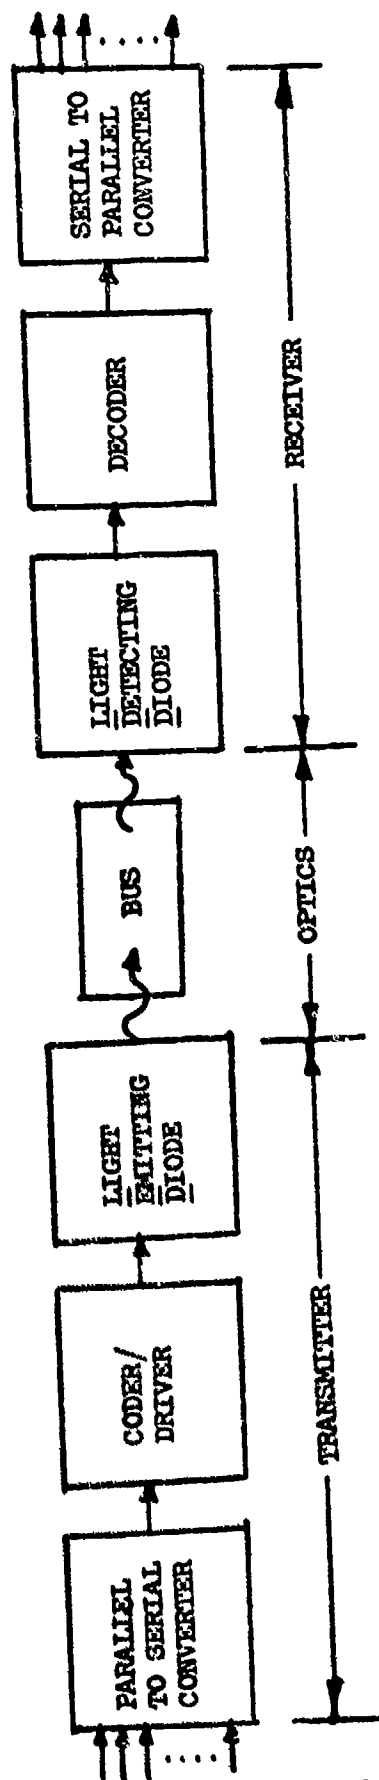 PARALLEL
TO SERIAL
CONVERTER
CODER/
DRIVER
LIGHT
EMITTING
DIODE
BUS
LIGHT
DETECTING
DIODE
DECODER
SERIAL TO
PARALLEL
CONVERTER
TRANSMITTER
OPTICS
RECEIVER